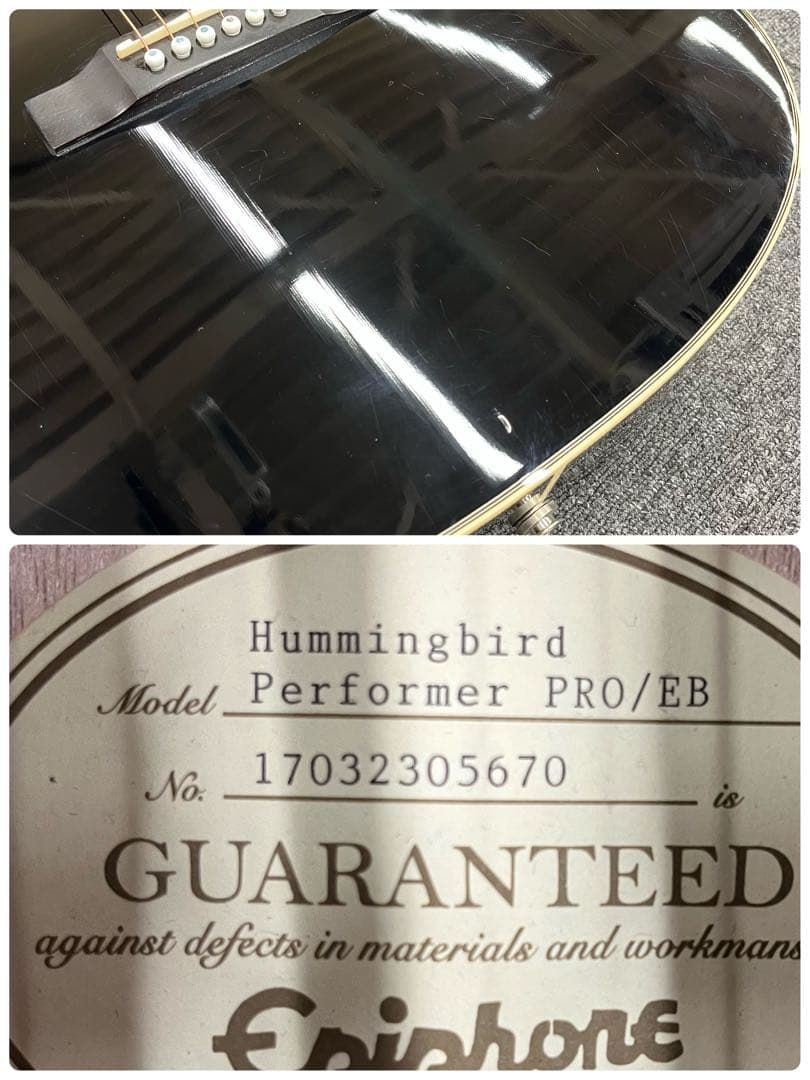 Hummingbird
Model Performer PRO/EB
No. 17032305670 is
GUARANTEED
against defects in materials and workmans
Epiphone